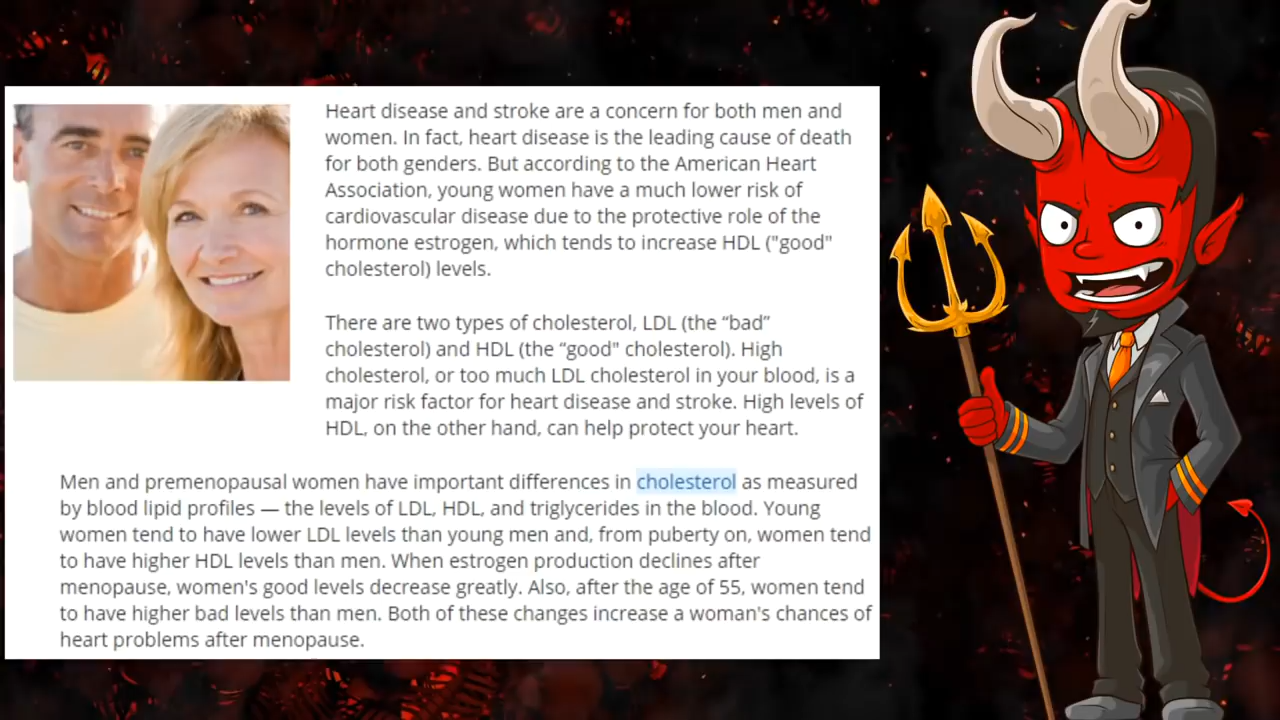 Heart disease and stroke are a concern for both men and
women. In fact, heart disease is the leading cause of death
for both genders. But according to the American Heart
Association, young women have a much lower risk of
cardiovascular disease due to the protective role of the
hormone estrogen, which tends to increase HDL ("good"
cholesterol) levels.
There are two types of cholesterol, LDL (the “bad”
cholesterol) and HDL (the “good" cholesterol). High
cholesterol, or too much LDL cholesterol in your blood, is a
major risk factor for heart disease and stroke. High levels of
HDL, on the other hand, can help protect your heart.
Men and premenopausal women have important differences in cholesterol as measured
by blood lipid profiles — the levels of LDL, HDL, and triglycerides in the blood. Young
women tend to have lower LDL levels than young men and, from puberty on, women tend
to have higher HDL levels than men. When estrogen production declines after
menopause, women's good levels decrease greatly. Also, after the age of 55, women tend
to have higher bad levels than men. Both of these changes increase a woman's chances of
heart problems after menopause.